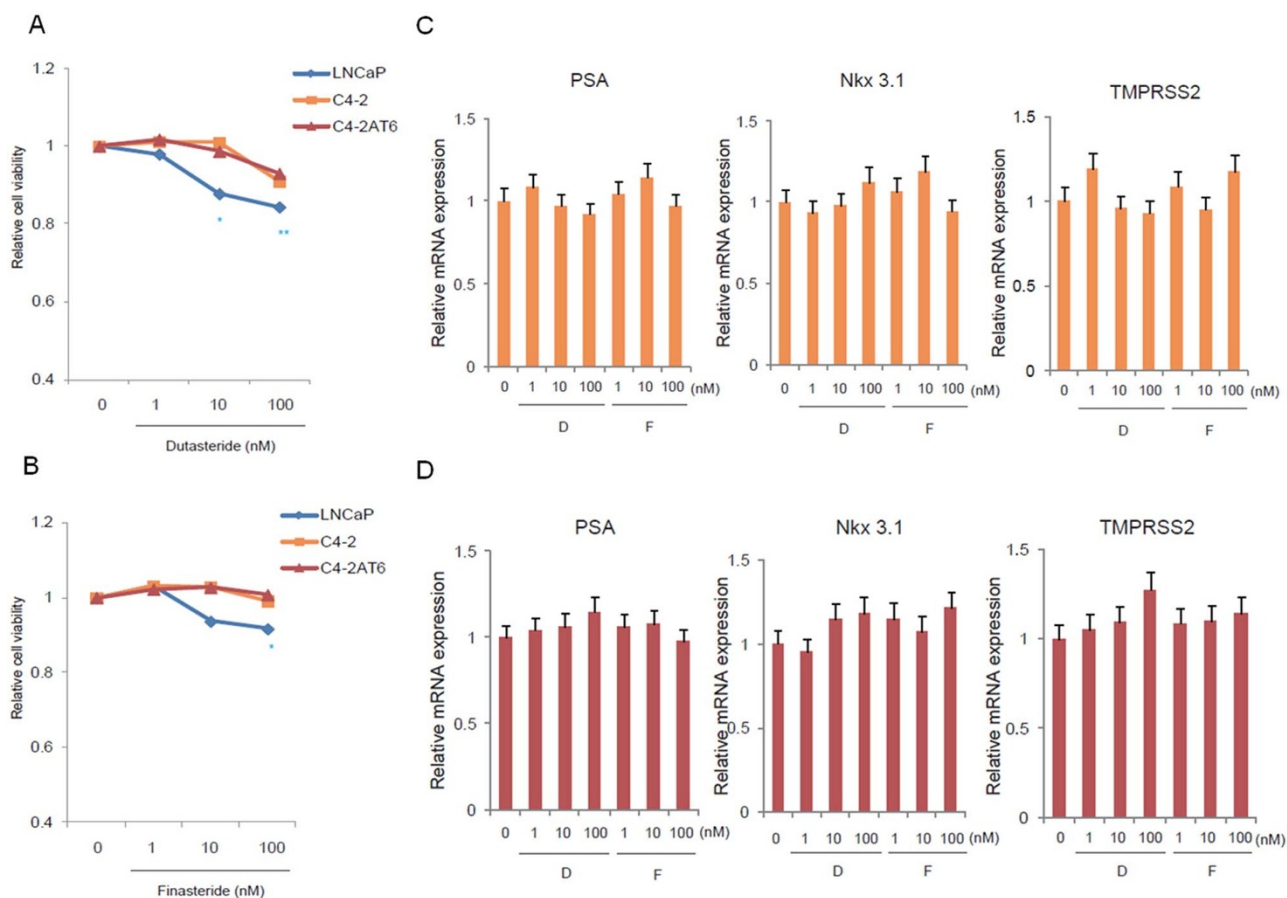 A
1.2
1
0.8
0.6
0.4
Relative cell viability
LNCaP
C4-2
C4-2AT6
*
**
0 1 10 100
Dutasteride (nM)
B
1.2
1
0.8
0.6
0.4
Relative cell viability
LNCaP
C4-2
C4-2AT6
*
0 1 10 100
Finasteride (nM)
C
PSA
Relative mRNA expression
1.5
1
0.5
0
0 1 10 100 1 10 100 (nM)
D F
Nkx 3.1
Relative mRNA expression
1.5
1
0.5
0
0 1 10 100 1 10 100 (nM)
D F
TMPRSS2
Relative mRNA expression
1.5
1
0.5
0
0 1 10 100 1 10 100 (nM)
D F
D
PSA
Relative mRNA expression
1.5
1
0.5
0
0 1 10 100 1 10 100 (nM)
D F
Nkx 3.1
Relative mRNA expression
1.5
1
0.5
0
0 1 10 100 1 10 100 (nM)
D F
TMPRSS2
Relative mRNA expression
1.5
1
0.5
0
0 1 10 100 1 10 100 (nM)
D F